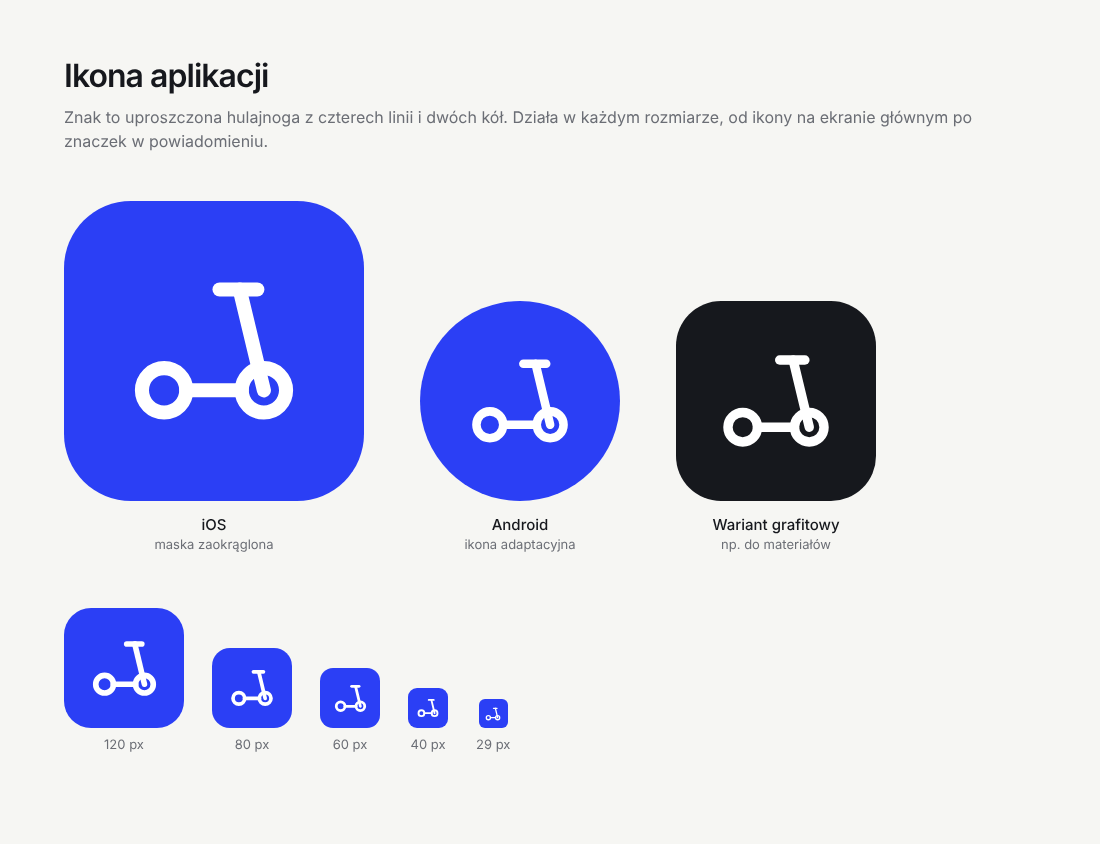 Ikona aplikacji
Znak to uproszczona hulajnoga z czterech linii i dwóch kół. Działa w każdym rozmiarze, od ikony na ekranie głównym po
znaczek w powiadomieniu.
iOS
maska zaokrąglona
Android
ikona adaptacyjna
Wariant grafitowy
np. do materiałów
120 px
80 px
60 px
40 px
29 px